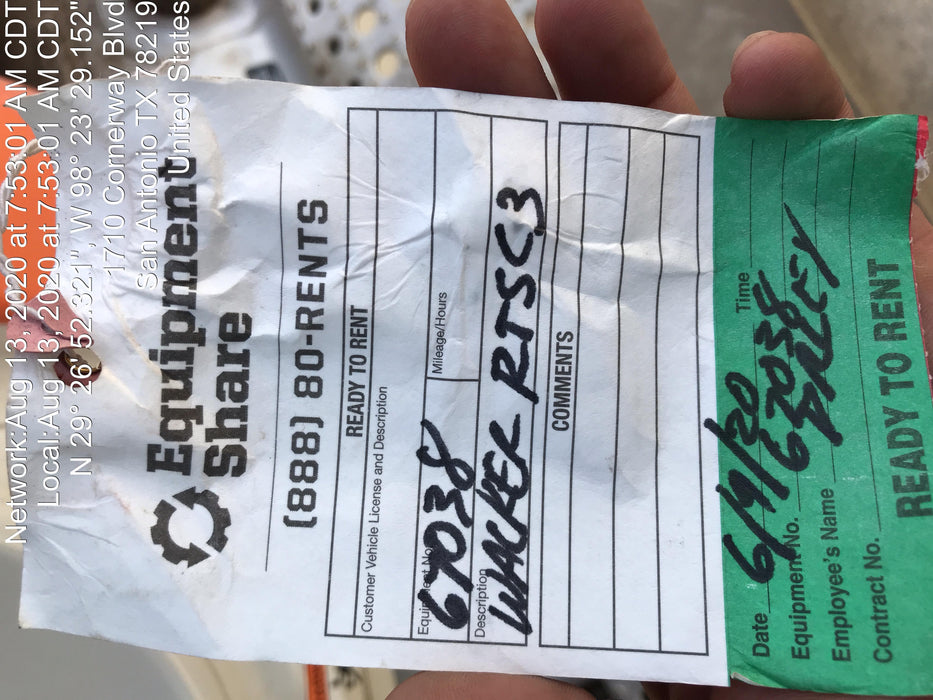 Network:Aug 13, 2020 at 7:53:01 AM CDT
Local:Aug 13, 2020 at 7:53:01 AM CDT
N 29° 26' 52.321", W 98° 23' 29.152"
1710 Cornerway Blvd
San Antonio TX 78219
United States
Equipment
Share
(888) 80-RENTS
READY TO RENT
Customer Vehicle License and Description
Equipment No. Mileage/Hours
67038
Description
WACKER RTSC3
COMMENTS
Date 6/19/20 Time
Equipment No. 67038
Employee's Name
Contract No.
READY TO RENT